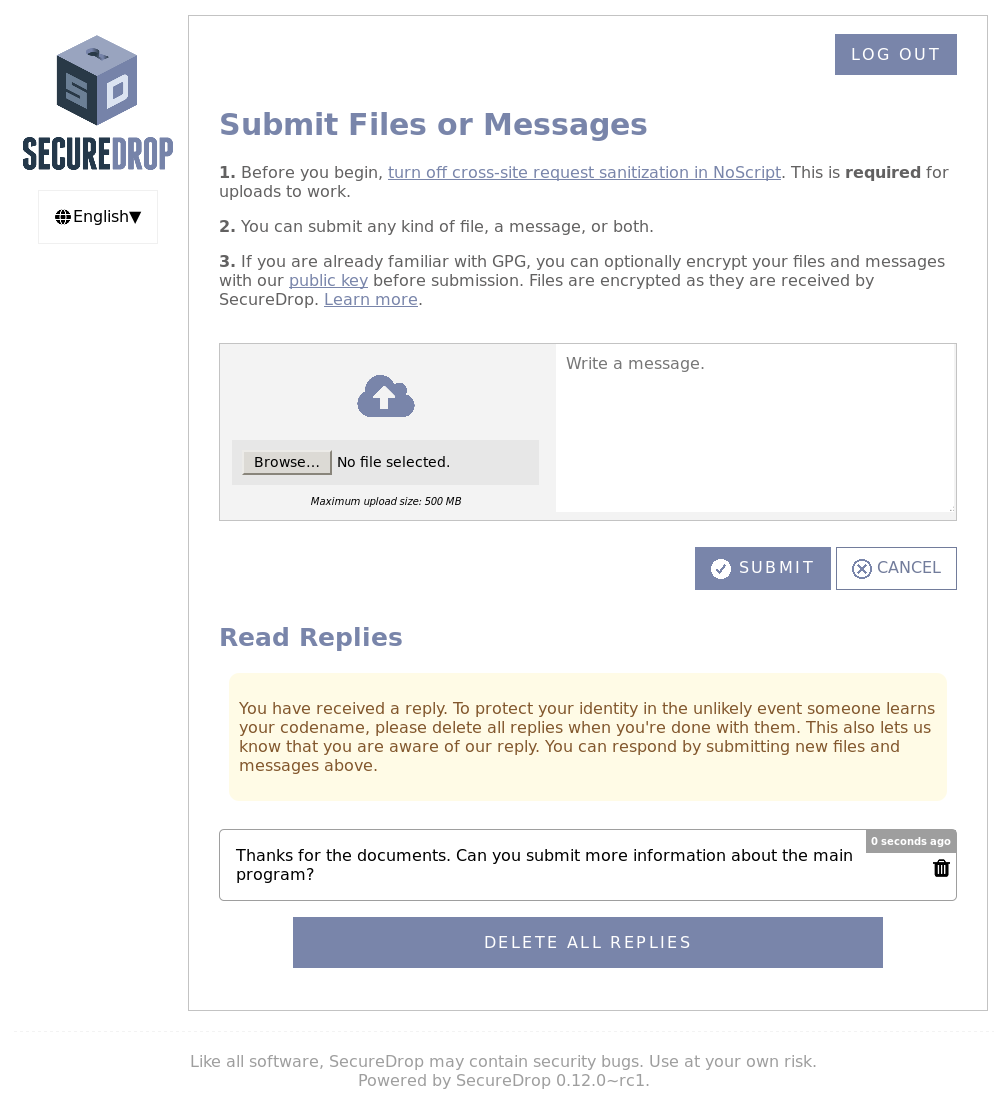 LOG OUT
SD
SECUREDROP
English▼
Submit Files or Messages
1. Before you begin, turn off cross-site request sanitization in NoScript. This is required for
uploads to work.
2. You can submit any kind of file, a message, or both.
3. If you are already familiar with GPG, you can optionally encrypt your files and messages
with our public key before submission. Files are encrypted as they are received by
SecureDrop. Learn more.
Write a message.
Browse... No file selected.
Maximum upload size: 500 MB
SUBMIT
CANCEL
Read Replies
You have received a reply. To protect your identity in the unlikely event someone learns
your codename, please delete all replies when you're done with them. This also lets us
know that you are aware of our reply. You can respond by submitting new files and
messages above.
0 seconds ago
Thanks for the documents. Can you submit more information about the main
program?
DELETE ALL REPLIES
Like all software, SecureDrop may contain security bugs. Use at your own risk.
Powered by SecureDrop 0.12.0~rc1.